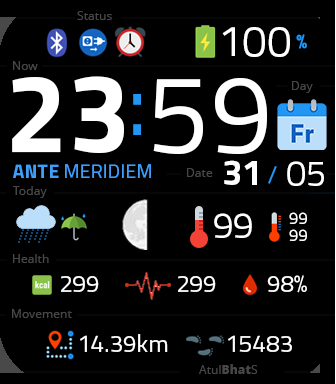 Status
100 %
Now
23:59
Day
Fr
ANTE MERIDIEM
Date 31 / 05
Today
99 99
99
Health
kcal 299 299 98%
Movement
14.39km 15483
AtulBhatS